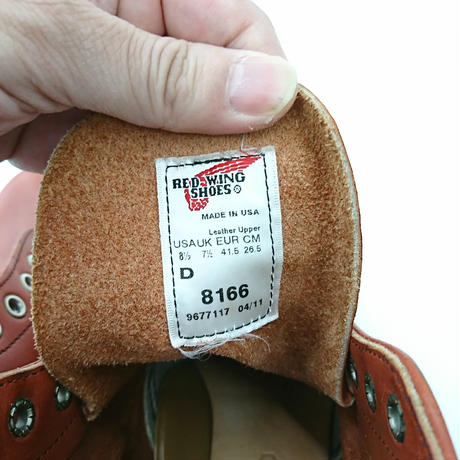 RED WING
SHOES®
MADE IN USA
Leather Upper
USA UK EUR CM
8½ 7½ 41.5 26.5
D
8166
9677117 04/11